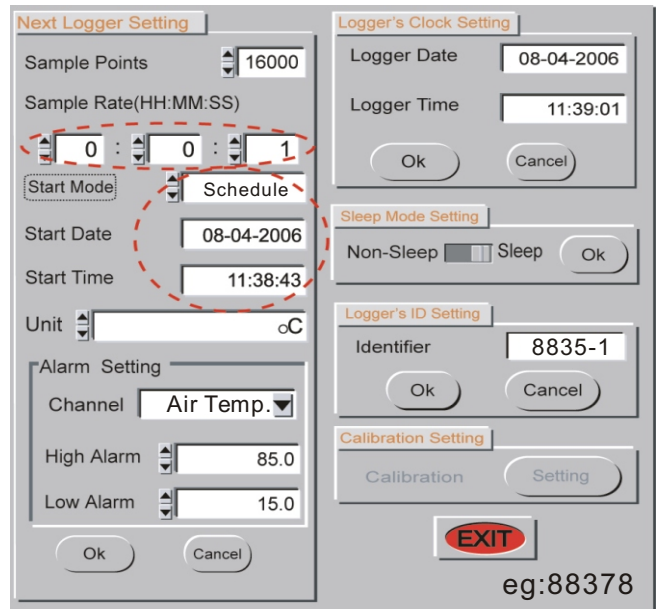 Next Logger Setting
Sample Points 16000
Sample Rate(HH:MM:SS)
0 : 0 : 1
Start Mode Schedule
Start Date 08-04-2006
Start Time 11:38:43
Unit oC
Alarm Setting
Channel Air Temp.
High Alarm 85.0
Low Alarm 15.0
Ok Cancel
Logger's Clock Setting
Logger Date 08-04-2006
Logger Time 11:39:01
Ok Cancel
Sleep Mode Setting
Non-Sleep Sleep Ok
Logger's ID Setting
Identifier 8835-1
Ok Cancel
Calibration Setting
Calibration Setting
EXIT
eg:88378